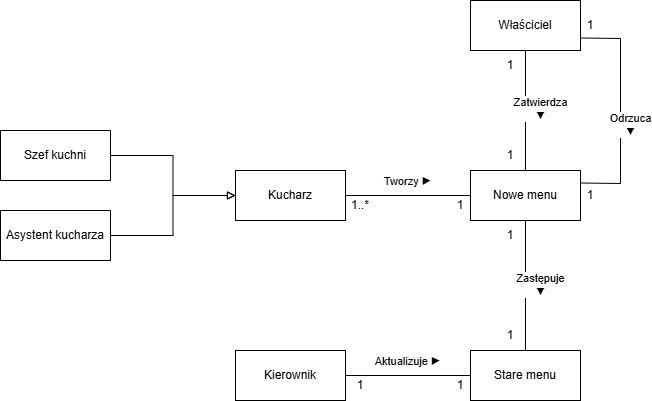 Właściciel
1
1
Zatwierdza
Odrzuca
Szef kuchni
1
Tworzy
Kucharz
Nowe menu
1..*
1
1
Asystent kucharza
1
Zastępuje
1
Aktualizuje
Kierownik
Stare menu
1
1